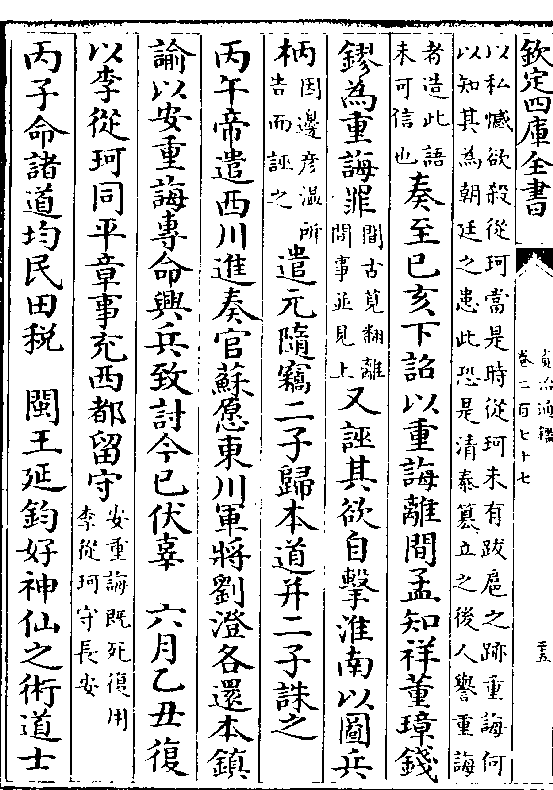 欽定四庫全書
資治通鑑
卷二百七十七
以私憾欲殺從珂當是時從珂未有跋扈之跡重誨何
以知其為朝廷之患此恐是清泰簒立之後人譽重誨
者造此語
未可信也
奏至己亥下詔以重誨離間孟知祥董璋錢
鏐為重誨罪
間古莧翻離
間事並見上
又誣其欲自擊淮南以圖兵
柄
因邊彥温所
告而誣之
遣元隨竊二子歸本道并二子誅之
丙午帝遣西川進奏官蘇愿東川軍將劉澄各還本鎮
諭以安重誨專命興兵致討今已伏辜 六月乙丑復
以李從珂同平章事充西都留守
安重誨既死復用
李從珂守長安
丙子命諸道均民田税 閩王延鈞好神仙之術道士